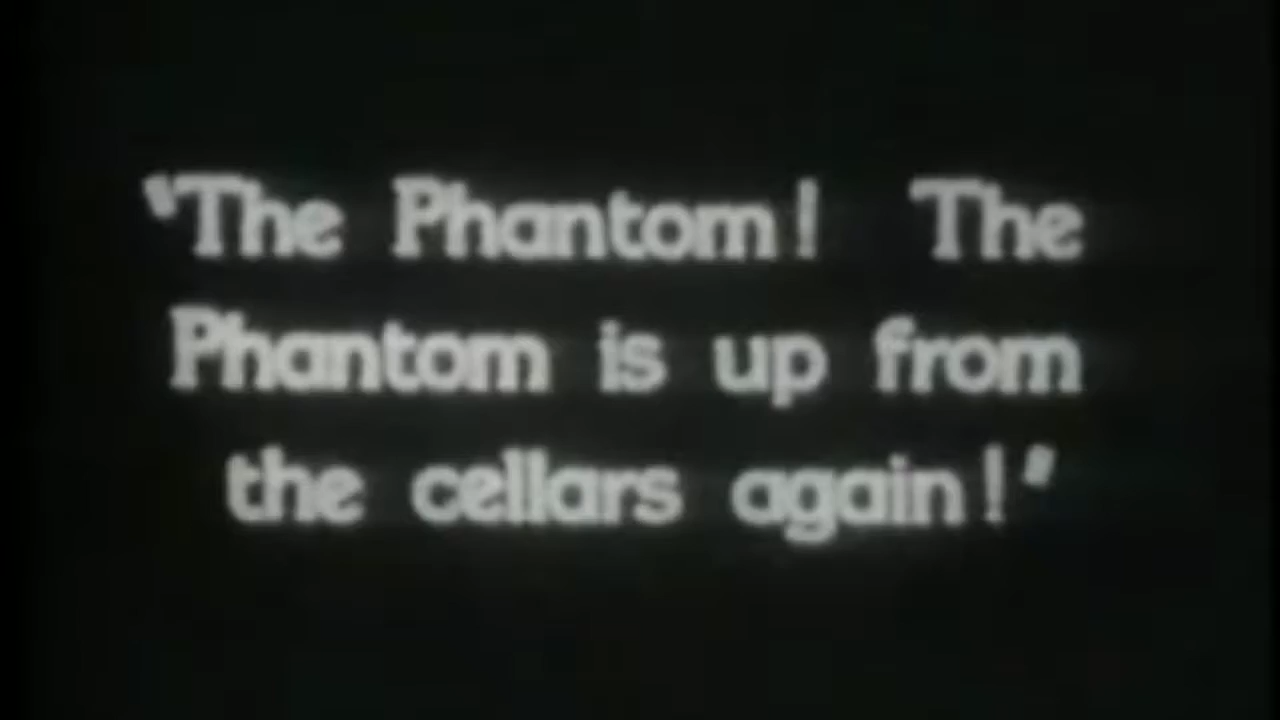 "The Phantom! The
Phantom is up from
the cellars again!"